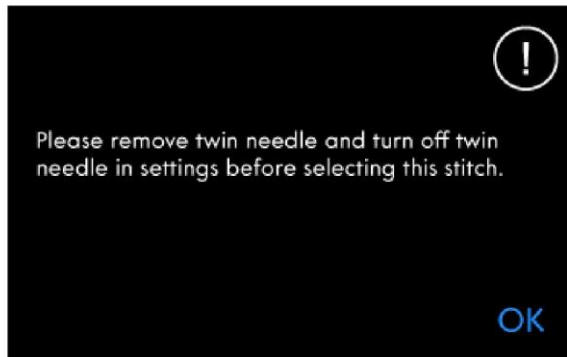 !
Please remove twin needle and turn off twin
needle in settings before selecting this stitch.
OK